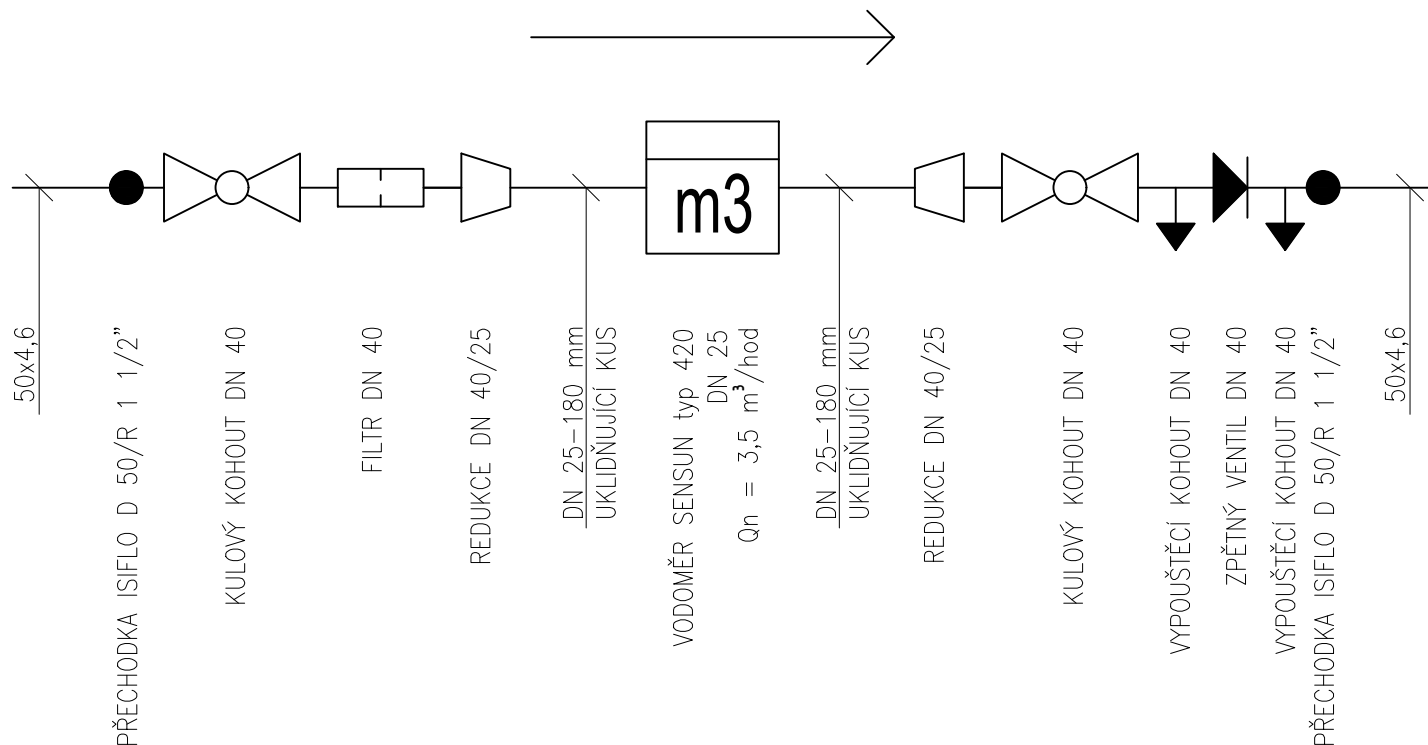 50x4,6
PŘECHODKA ISIFLO D 50/R 1 1/2”
KULOVÝ KOHOUT DN 40
FILTR DN 40
REDUKCE DN 40/25
DN 25-180 mm
UKLIDŇUJÍCÍ KUS
m3
VODOMĚR SENSUN typ 420
DN 25
Qn = 3,5 m³/hod
DN 25-180 mm
UKLIDŇUJÍCÍ KUS
REDUKCE DN 40/25
KULOVÝ KOHOUT DN 40
VYPOUŠTĚCÍ KOHOUT DN 40
ZPĚTNÝ VENTIL DN 40
VYPOUŠTĚCÍ KOHOUT DN 40
PŘECHODKA ISIFLO D 50/R 1 1/2”
50x4,6